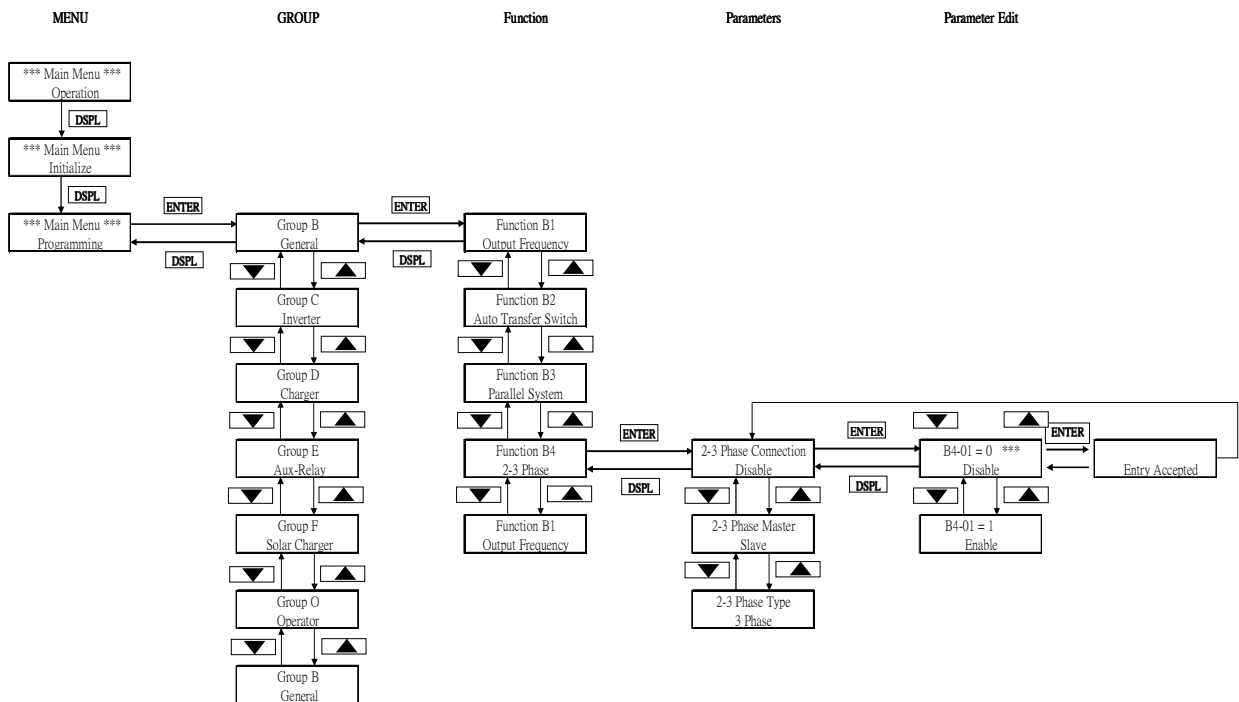 MENU GROUP Function Parameters Parameter Edit
*** Main Menu ***
Operation
DSPL
*** Main Menu ***
Initialize
DSPL
*** Main Menu ***
Programming
ENTER
DSPL
Group B
General
Group C
Inverter
Group D
Charger
Group E
Aux-Relay
Group F
Solar Charger
Group O
Operator
Group B
General
ENTER
DSPL
Function B1
Output Frequency
Function B2
Auto Transfer Switch
Function B3
Parallel System
Function B4
2-3 Phase
Function B1
Output Frequency
ENTER
DSPL
2-3 Phase Connection
Disable
2-3 Phase Master
Slave
2-3 Phase Type
3 Phase
ENTER
DSPL
B4-01 = 0 ***
Disable
B4-01 = 1
Enable
ENTER
Entry Accepted